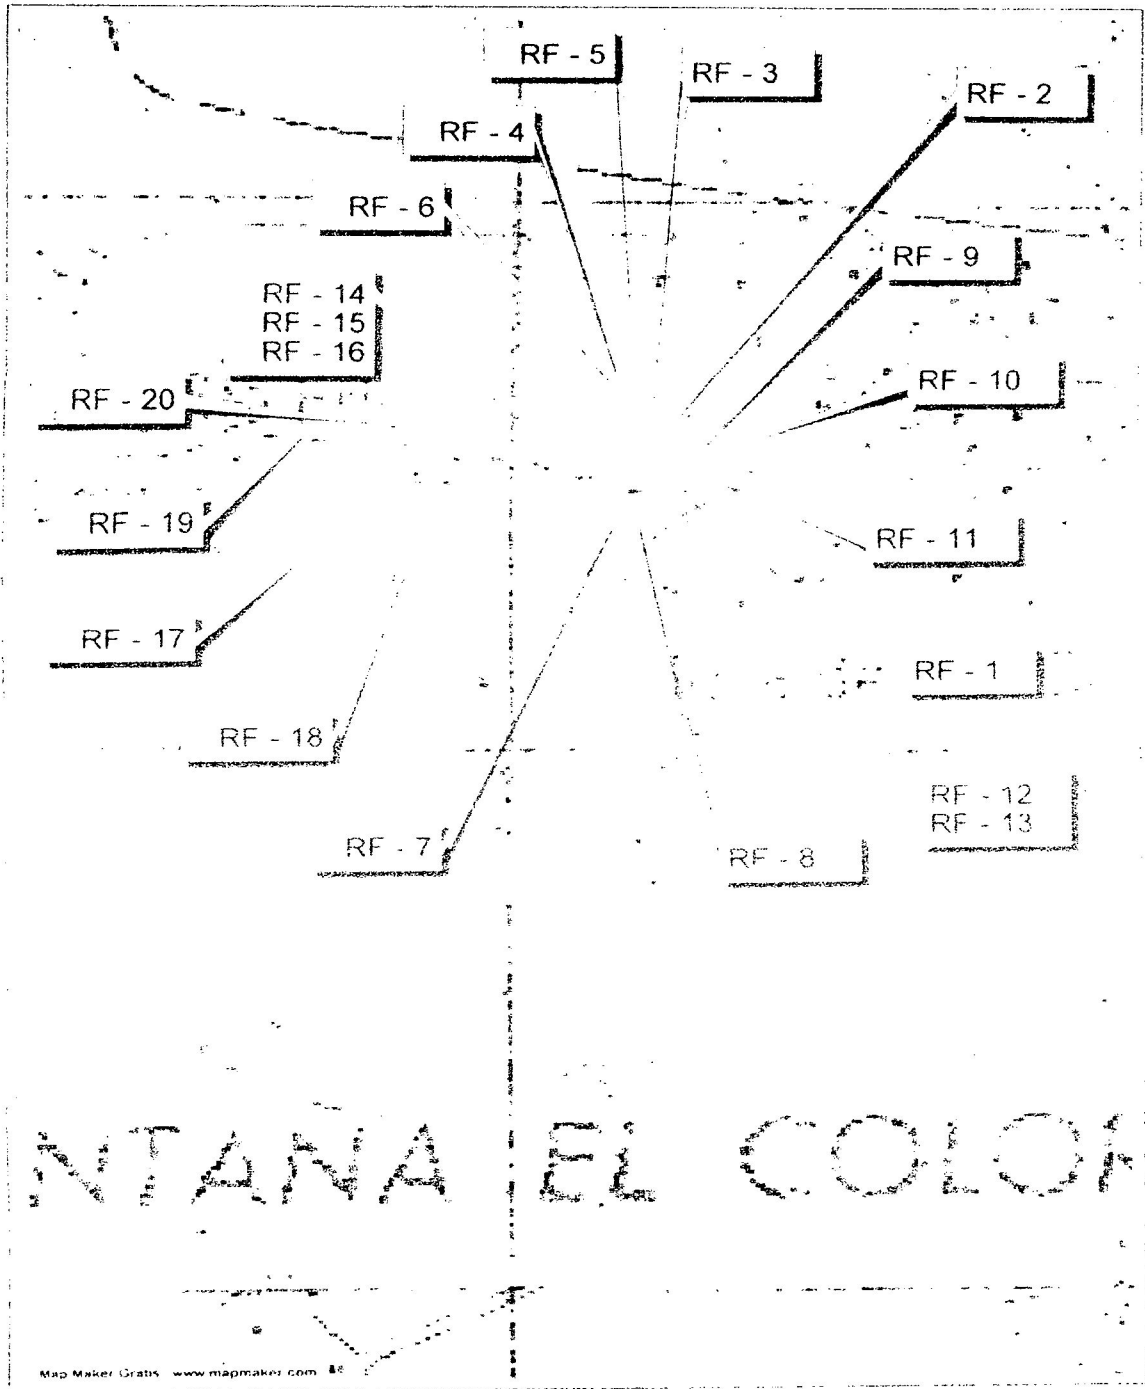 RF - 5
RF - 3
RF - 2
RF - 4
RF - 6
RF - 9
RF - 14
RF - 15
RF - 16
RF - 10
RF - 20
RF - 19
RF - 11
RF - 17
RF - 1
RF - 18
RF - 12
RF - 13
RF - 7
RF - 8
NTANA EL COLOR
Map Maker Gratis www.mapmaker.com